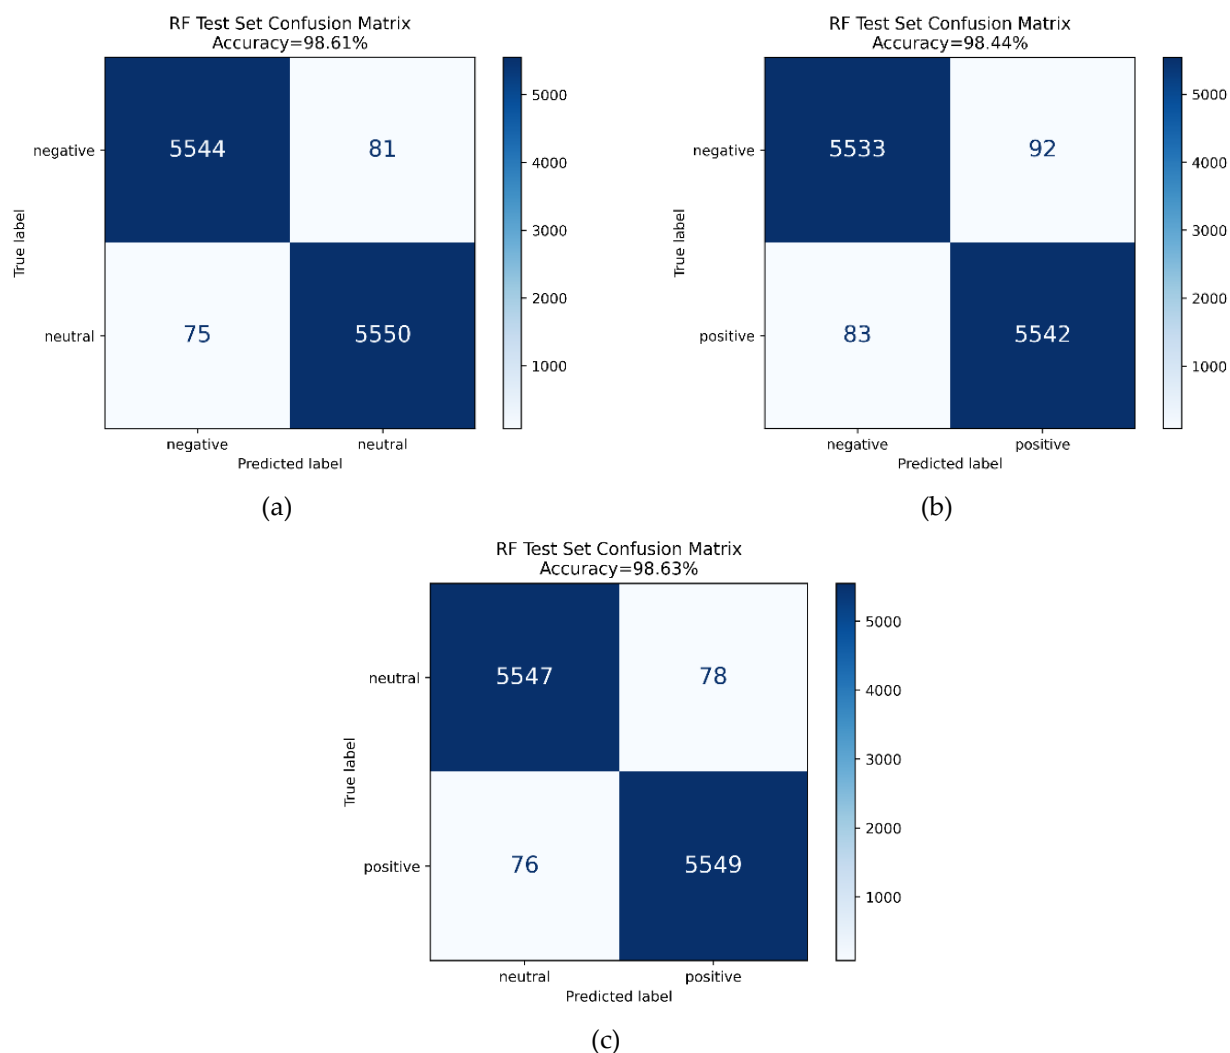 RF Test Set Confusion Matrix
Accuracy=98.61%
negative
neutral
True label
5544
81
75
5550
negative
neutral
Predicted label
5000
4000
3000
2000
1000
(a)
RF Test Set Confusion Matrix
Accuracy=98.44%
negative
positive
True label
5533
92
83
5542
negative
positive
Predicted label
5000
4000
3000
2000
1000
(b)
RF Test Set Confusion Matrix
Accuracy=98.63%
neutral
positive
True label
5547
78
76
5549
neutral
positive
Predicted label
5000
4000
3000
2000
1000
(c)